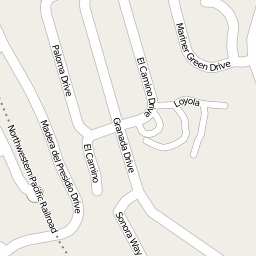 Paloma Drive
El Camino Drive
Mariner Green Drive
Loyola
Granada Drive
El Camino
Madera del Presidio Drive
Northwestern Pacific Railroad
Sonora Way